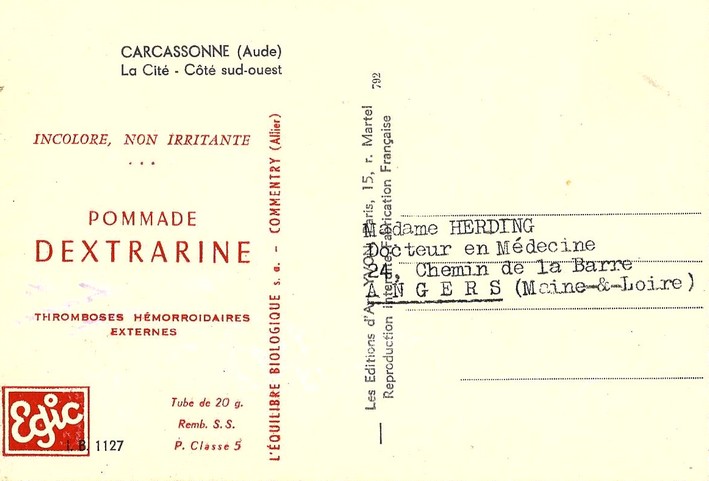 CARCASSONNE (Aude)
La Cité - Côté sud-ouest
INCOLORE, NON IRRITANTE
...
POMMADE
DEXTRARINE
THROMBOSES HÉMORROIDAIRES
EXTERNES
Tube de 20 g.
Remb. S.S.
P. Classe 5
Egic
I. B. 1127
L'ÉQUILIBRE BIOLOGIQUE s. a. - COMMENTRY (Allier)
Les Editions d'Art YVON, Paris, 15, r. Martel
Reproduction interdite Fabrication Française
792
Madame HERDING
Docteur en Médecine
24, Chemin de la Barre
A N G E R S (Maine-&-Loire)